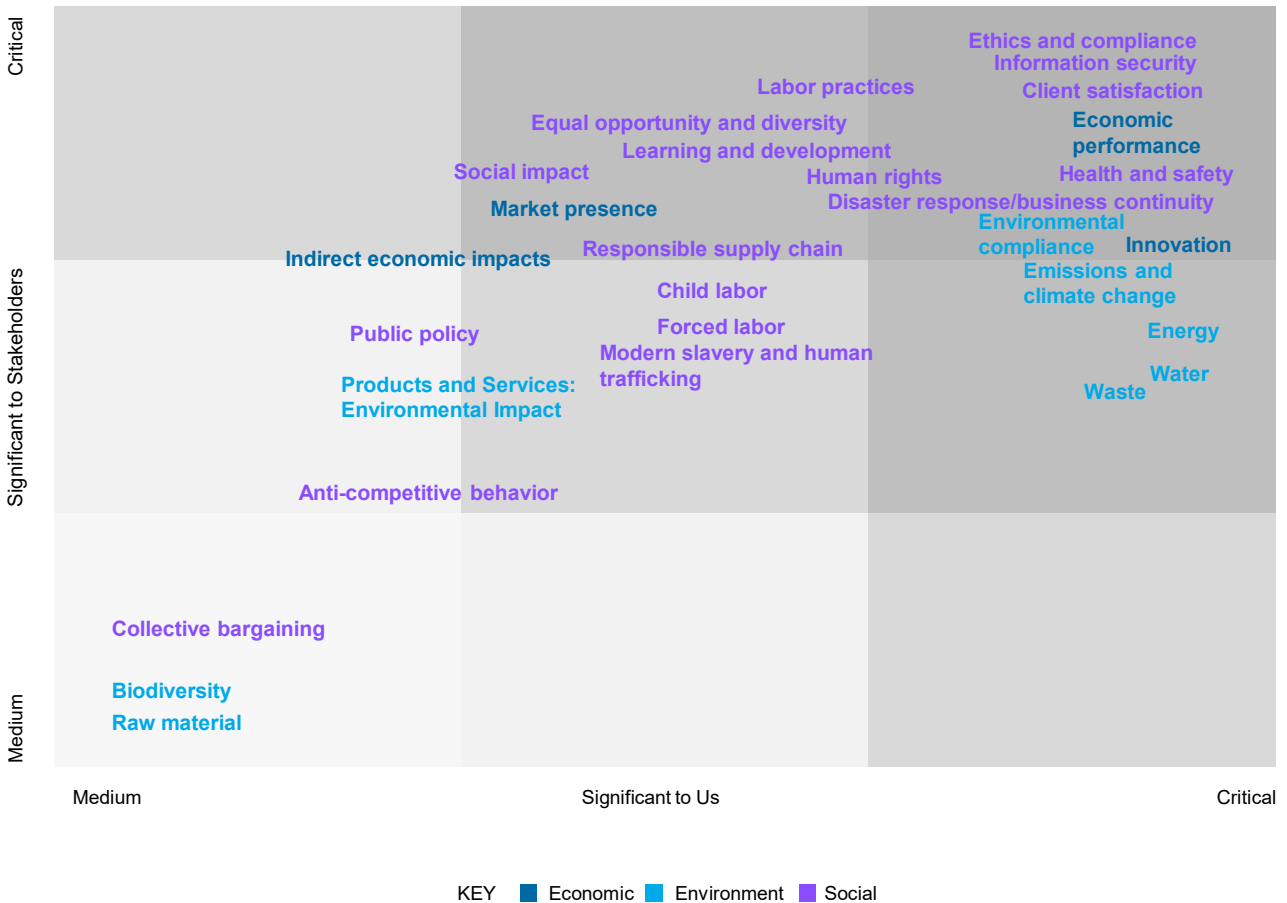 Critical
Significant to Stakeholders
Medium
Ethics and compliance
Information security
Labor practices
Client satisfaction
Equal opportunity and diversity
Economic
performance
Learning and development
Social impact
Human rights
Health and safety
Market presence
Disaster response/business continuity
Environmental
compliance
Innovation
Responsible supply chain
Indirect economic impacts
Emissions and
climate change
Child labor
Public policy
Forced labor
Energy
Modern slavery and human
trafficking
Products and Services:
Environmental Impact
Water
Waste
Anti-competitive behavior
Collective bargaining
Biodiversity
Raw material
Medium
Significant to Us
Critical
KEY Economic Environment Social